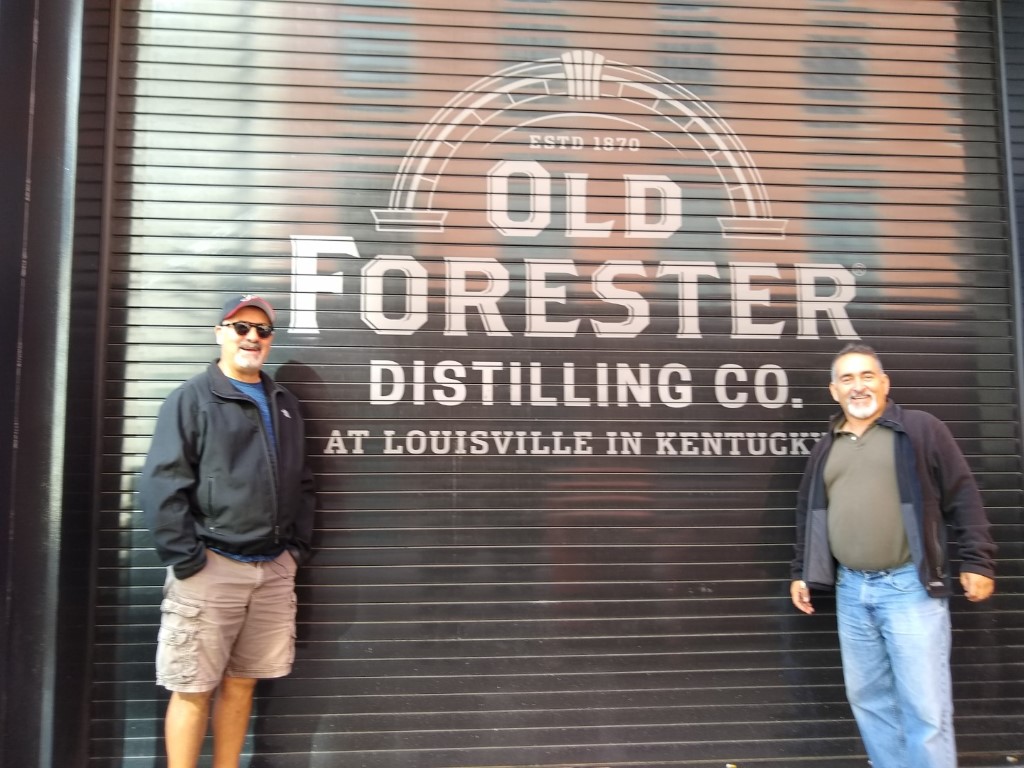 ESTD 1870
OLD
FORESTER®
DISTILLING CO.
AT LOUISVILLE IN KENTUCKY